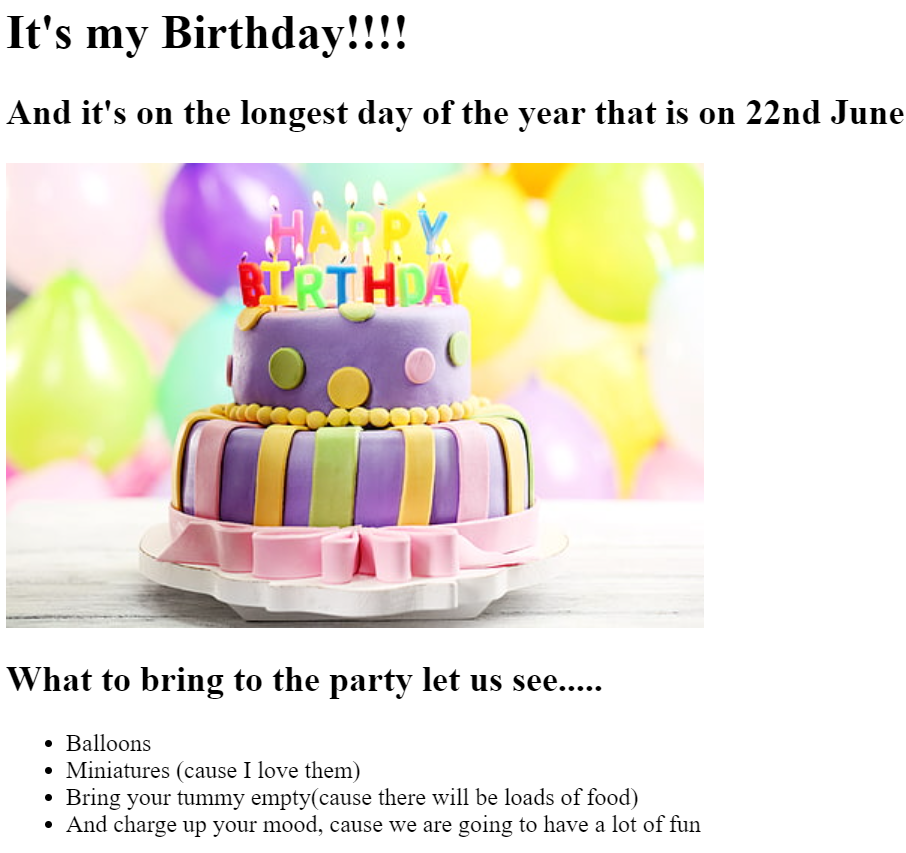 It's my Birthday!!!!
And it's on the longest day of the year that is on 22nd June
HAPPY
BIRTHDAY
What to bring to the party let us see.....
Balloons
Miniatures (cause I love them)
Bring your tummy empty(cause there will be loads of food)
And charge up your mood, cause we are going to have a lot of fun